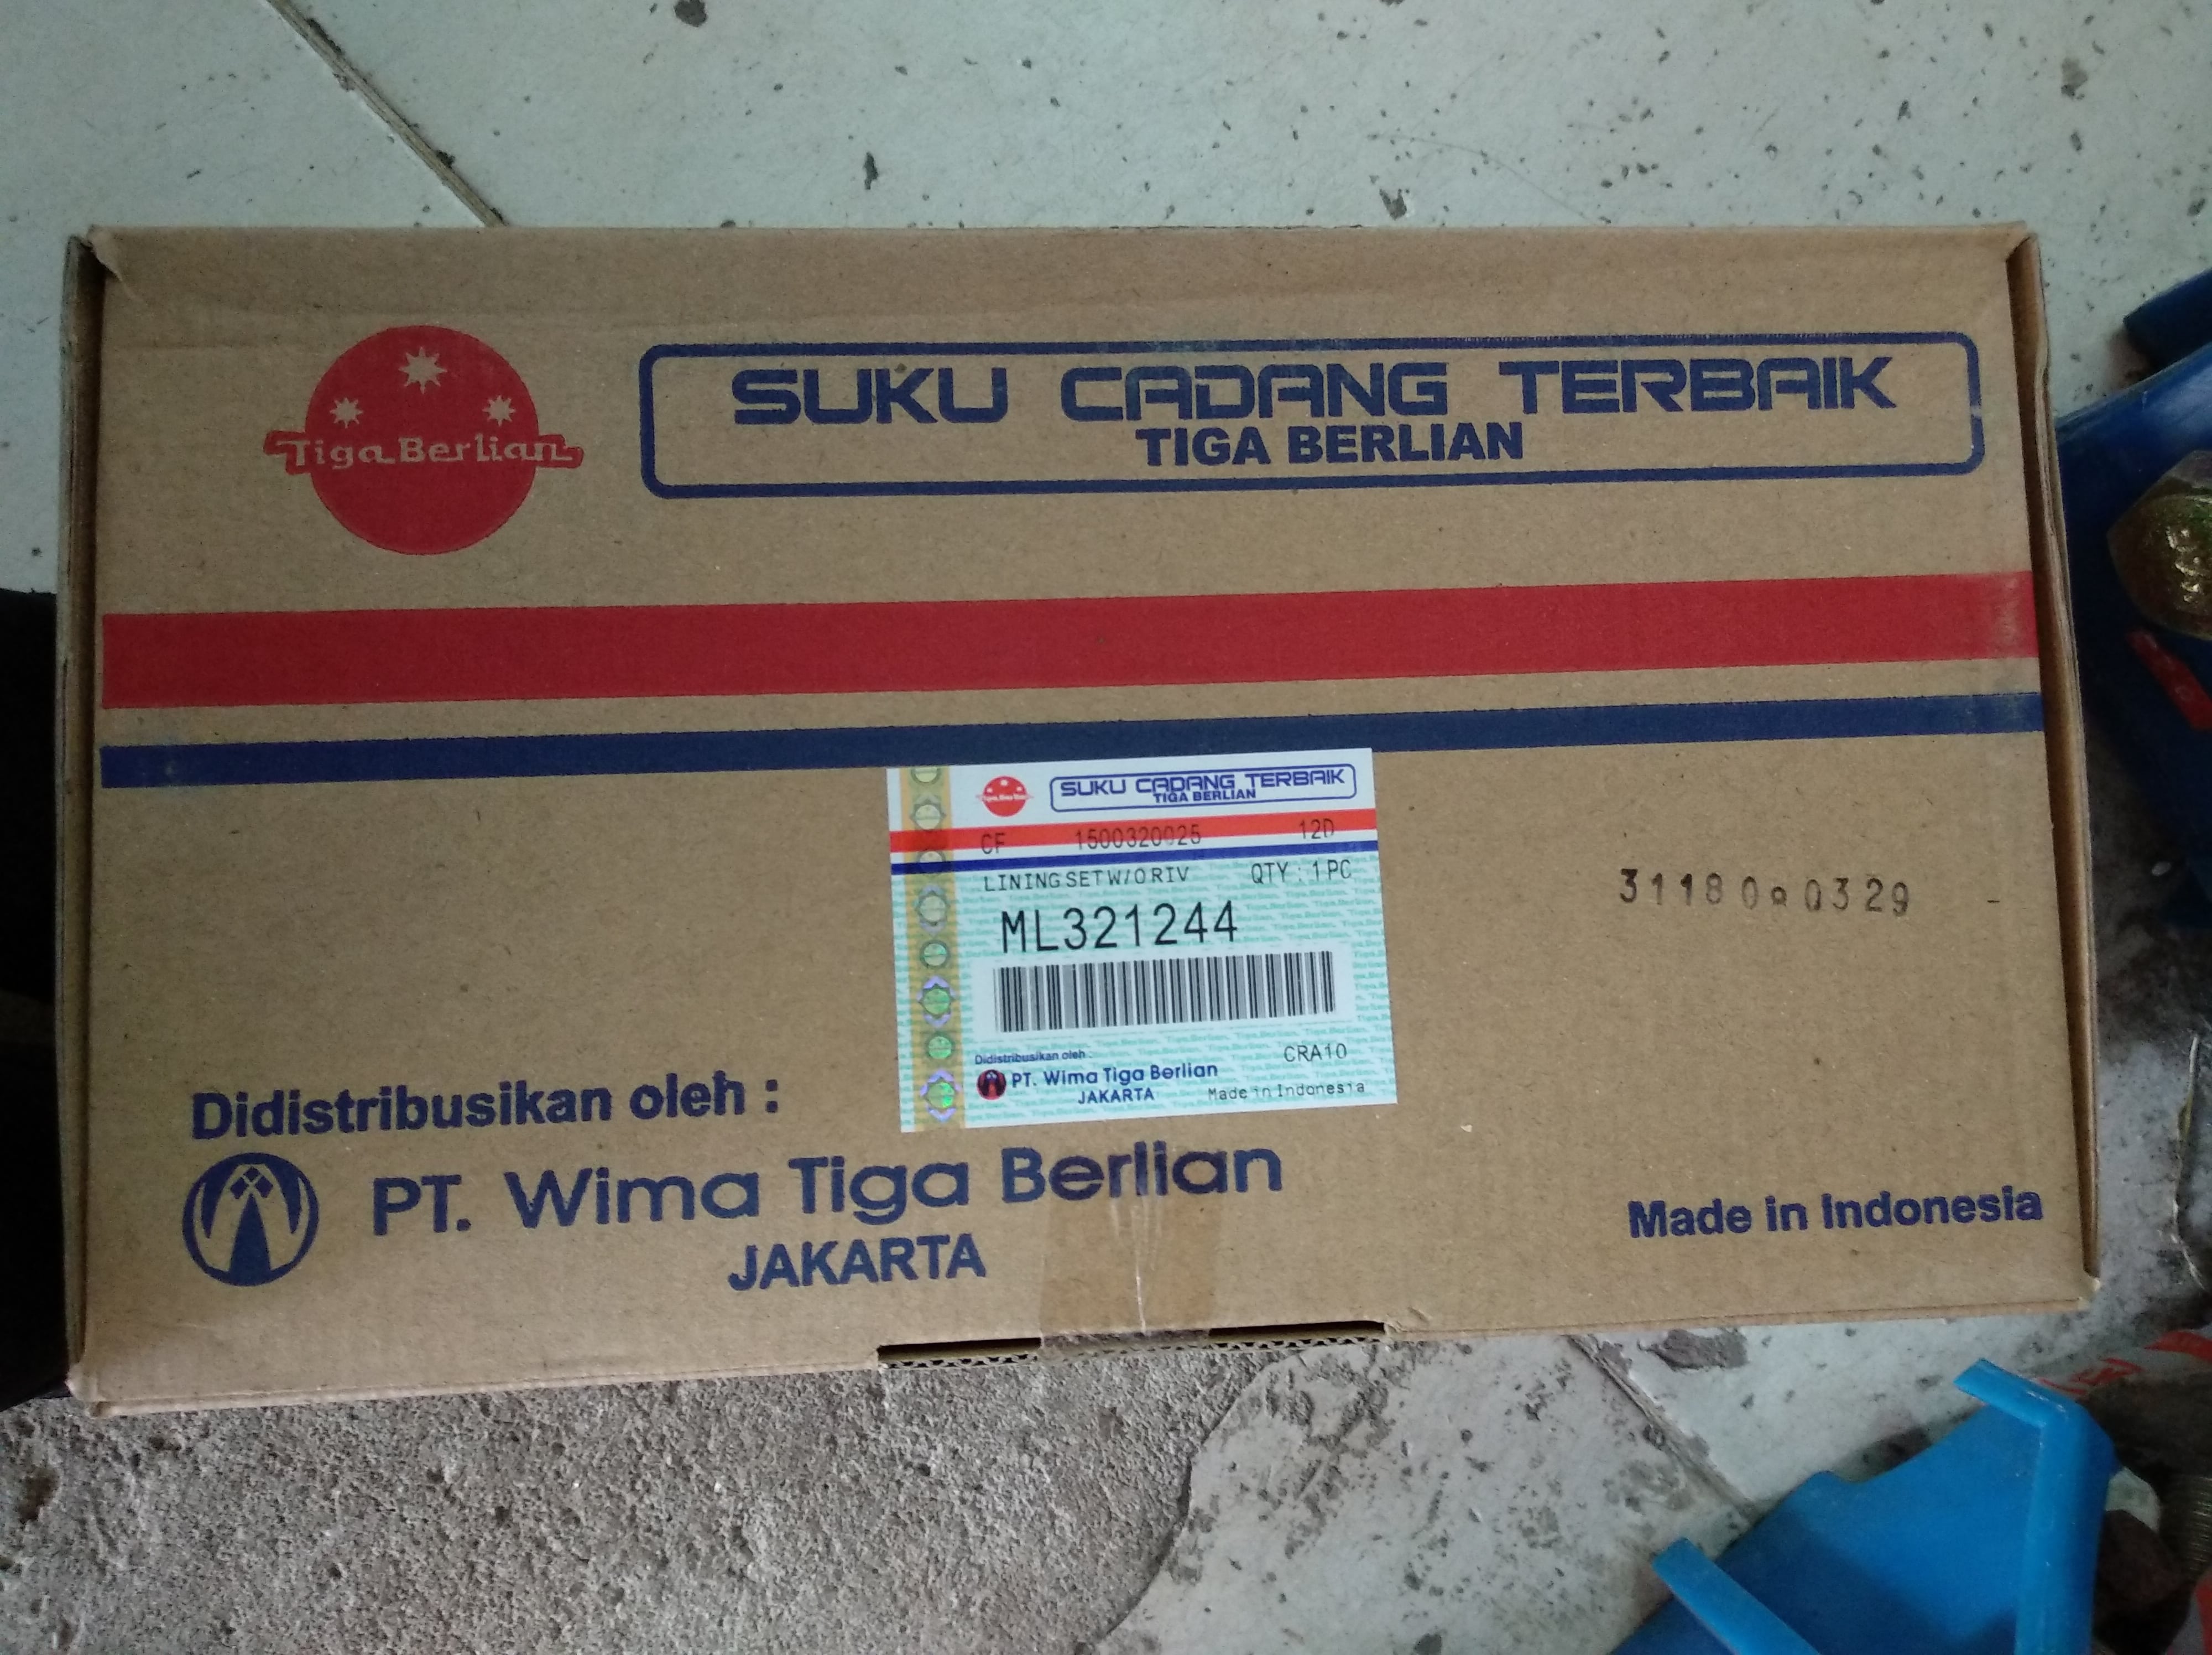 Tiga Berlian
SUKU CADANG TERBAIK
TIGA BERLIAN
SUKU CADANG TERBAIK
TIGA BERLIAN
CF 1500320025 12D
LINING SET W/O RIV QTY : 1 PC
ML321244
Didistribusikan oleh :
CRA10
PT. Wima Tiga Berlian
JAKARTA
Made in Indonesia
Didistribusikan oleh :
PT. Wima Tiga Berlian
JAKARTA
Made in Indonesia